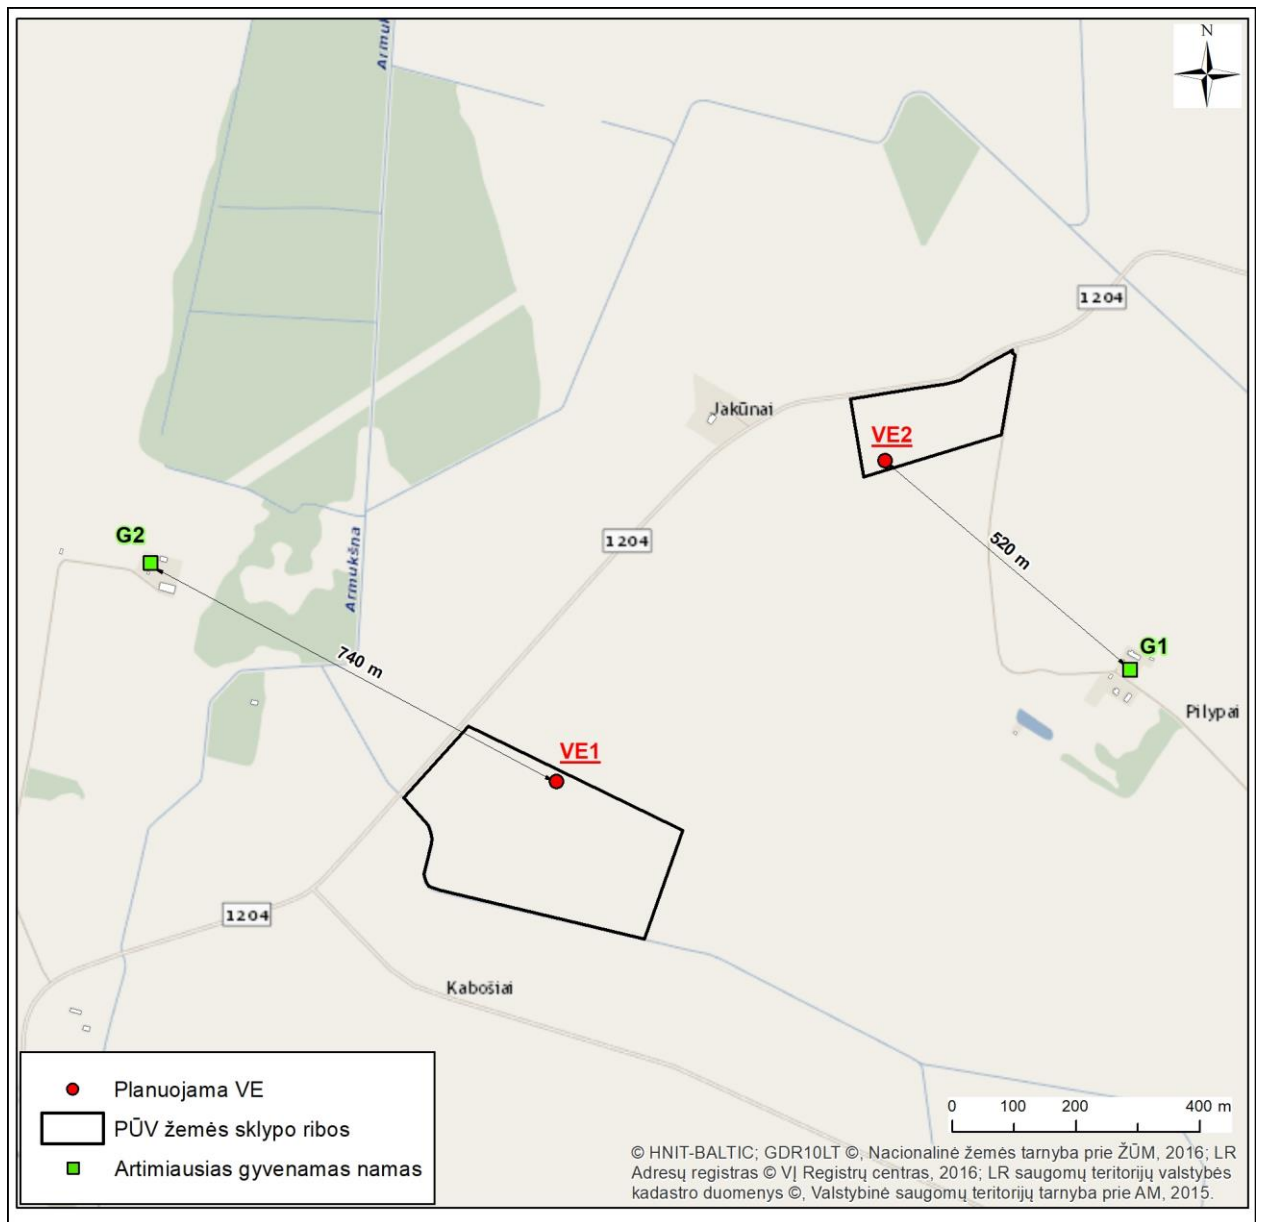 N
Armuk
1204
Jakūnai
VE2
G2
1204
520 m
Armukšna
G1
740 m
Pilypai
VE1
1204
Kabošiai
Planuojama VE
PŪV žemės sklypo ribos
Artimiausias gyvenamas namas
0 100 200 400 m
© HNIT-BALTIC; GDR10LT ©, Nacionalinė žemės tarnyba prie ŽŪM, 2016; LR
Adresų registras © VĮ Registrų centras, 2016; LR saugomų teritorijų valstybės
kadastro duomenys ©, Valstybinė saugomų teritorijų tarnyba prie AM, 2015.